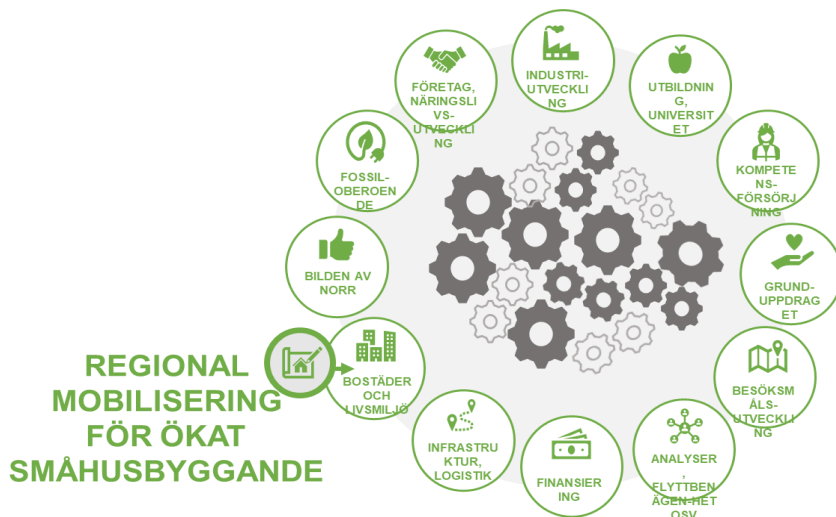 INDUSTRI-
UTVECKLI
NG
UTBILDNIN
G,
UNIVERSIT
ET
KOMPETE
NS-
FÖRSÖRJ
NING
GRUND-
UPPDRAG
ET
BESÖKSM
ÅLS-
UTVECKLI
NG
ANALYSER
,
FLYTTBEN
ÄGEN-HET
OSV
FINANSIER
ING
INFRASTRU
KTUR,
LOGISTIK
BOSTÄDER
OCH
LIVSMILJÖ
BILDEN AV
NORR
FOSSIL-
OBEROEN
DE
FÖRETAG,
NÄRINGSLI
VS-
UTVECKLI
NG
REGIONAL
MOBILISERING
FÖR ÖKAT
SMÅHUSBYGGANDE